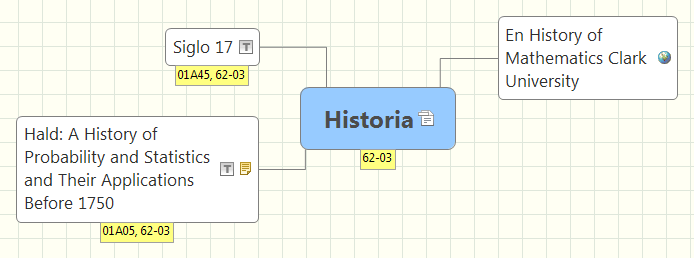 Siglo 17
T
01A45, 62-03
En History of
Mathematics Clark
University
Historia
62-03
Hald: A History of
Probability and Statistics
and Their Applications
Before 1750
T
01A05, 62-03